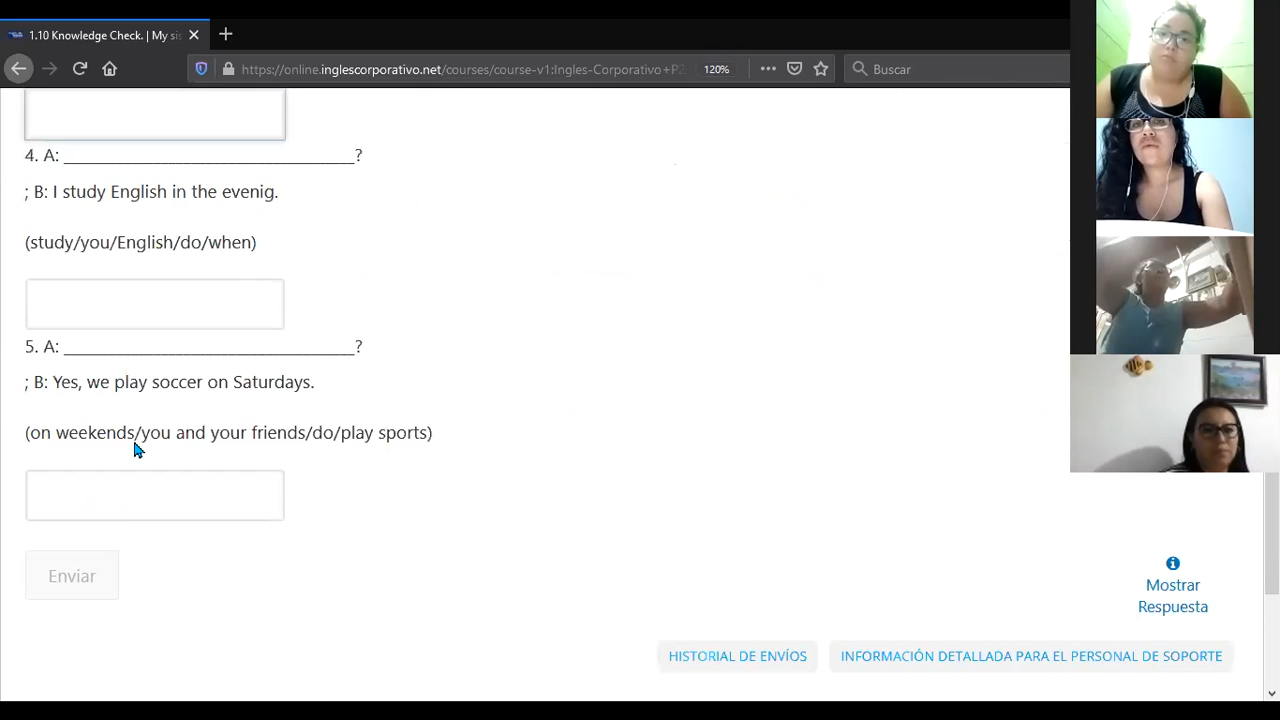 1.10 Knowledge Check. | My si
https://online.inglescorporativo.net/courses/course-v1:Ingles-Corporativo+P
120%
Buscar
4. A: _________________________________?
; B: I study English in the evenig.
(study/you/English/do/when)
5. A: _________________________________?
; B: Yes, we play soccer on Saturdays.
(on weekends/you and your friends/do/play sports)
Enviar
Mostrar
Respuesta
HISTORIAL DE ENVÍOS
INFORMACIÓN DETALLADA PARA EL PERSONAL DE SOPORTE